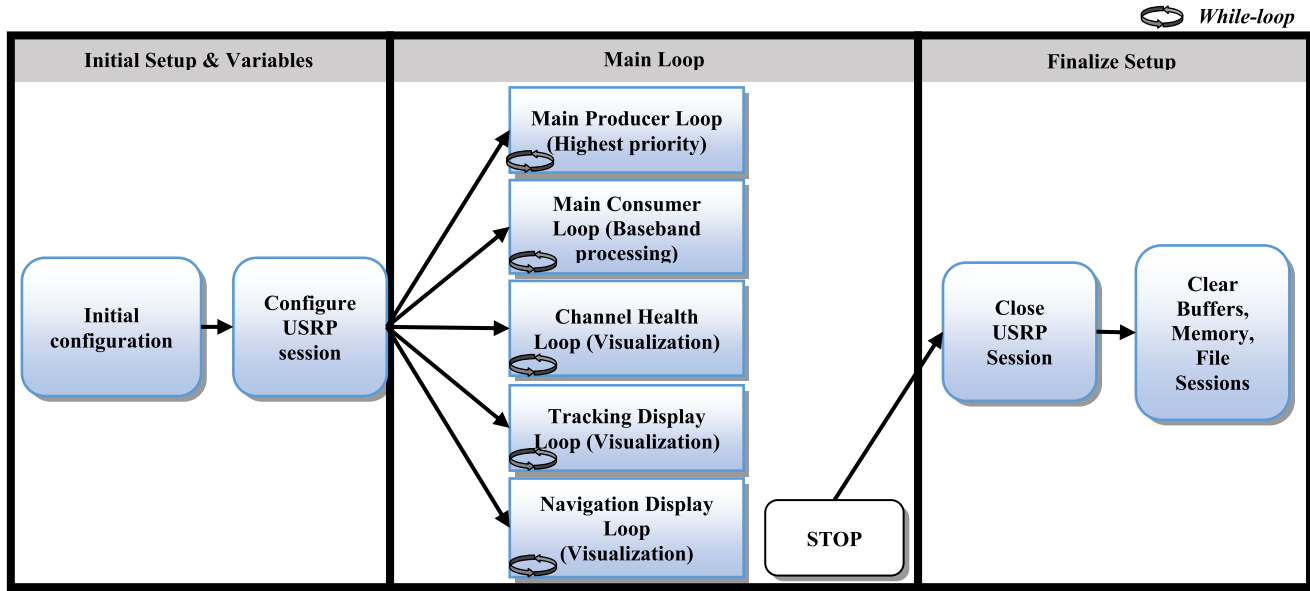 While-loop
Initial Setup & Variables
Main Loop
Finalize Setup
Initial
configuration
Configure
USRP
session
Main Producer Loop
(Highest priority)
Main Consumer
Loop (Baseband
processing)
Channel Health
Loop (Visualization)
Tracking Display
Loop (Visualization)
Navigation Display
Loop
(Visualization)
STOP
Close
USRP
Session
Clear
Buffers,
Memory,
File
Sessions